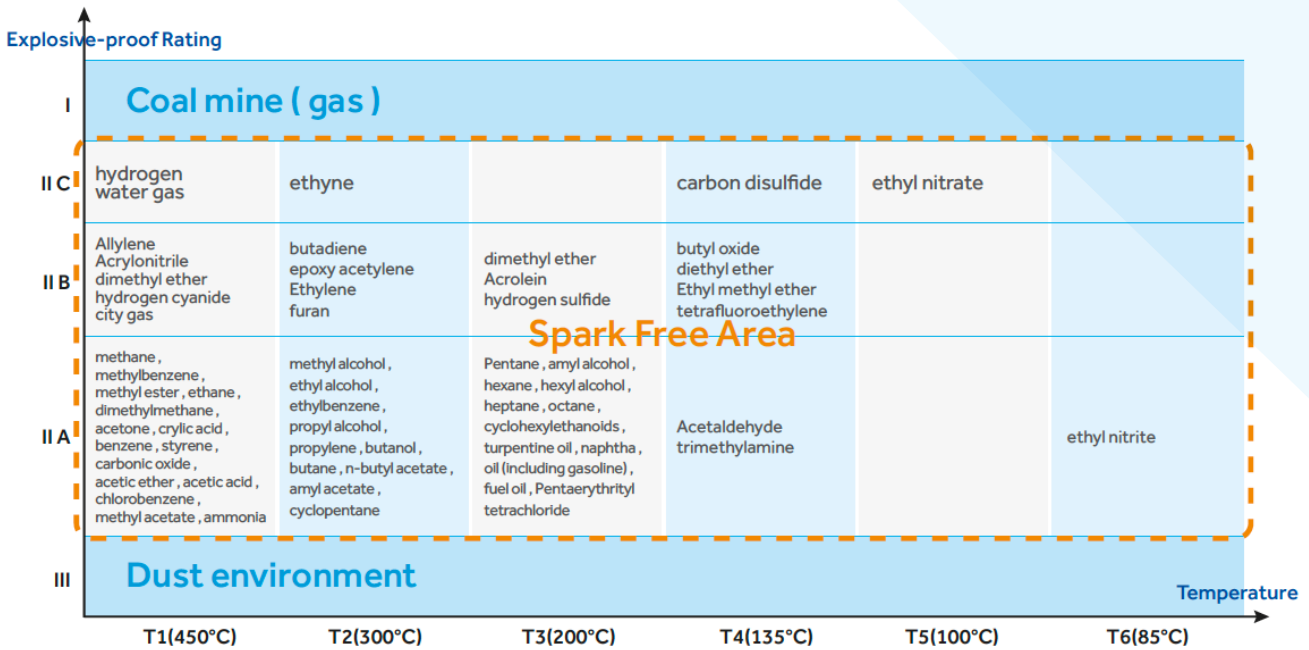 Explosive-proof Rating
I
Coal mine ( gas )
II C
hydrogen
water gas
ethyne
carbon disulfide
ethyl nitrate
II B
Allylene
Acrylonitrile
dimethyl ether
hydrogen cyanide
city gas
butadiene
epoxy acetylene
Ethylene
furan
dimethyl ether
Acrolein
hydrogen sulfide
butyl oxide
diethyl ether
Ethyl methyl ether
tetrafluoroethylene
Spark Free Area
II A
methane ,
methylbenzene ,
methyl ester , ethane ,
dimethylmethane ,
acetone , crylic acid ,
benzene , styrene ,
carbonic oxide ,
acetic ether , acetic acid ,
chlorobenzene ,
methyl acetate , ammonia
methyl alcohol ,
ethyl alcohol ,
ethylbenzene ,
propyl alcohol ,
propylene , butanol ,
butane , n-butyl acetate ,
amyl acetate ,
cyclopentane
Pentane , amyl alcohol ,
hexane , hexyl alcohol ,
heptane , octane ,
cyclohexylethanoids ,
turpentine oil , naphtha ,
oil (including gasoline) ,
fuel oil , Pentaerythrityl
tetrachloride
Acetaldehyde
trimethylamine
ethyl nitrite
III
Dust environment
Temperature
T1(450°C)
T2(300°C)
T3(200°C)
T4(135°C)
T5(100°C)
T6(85°C)